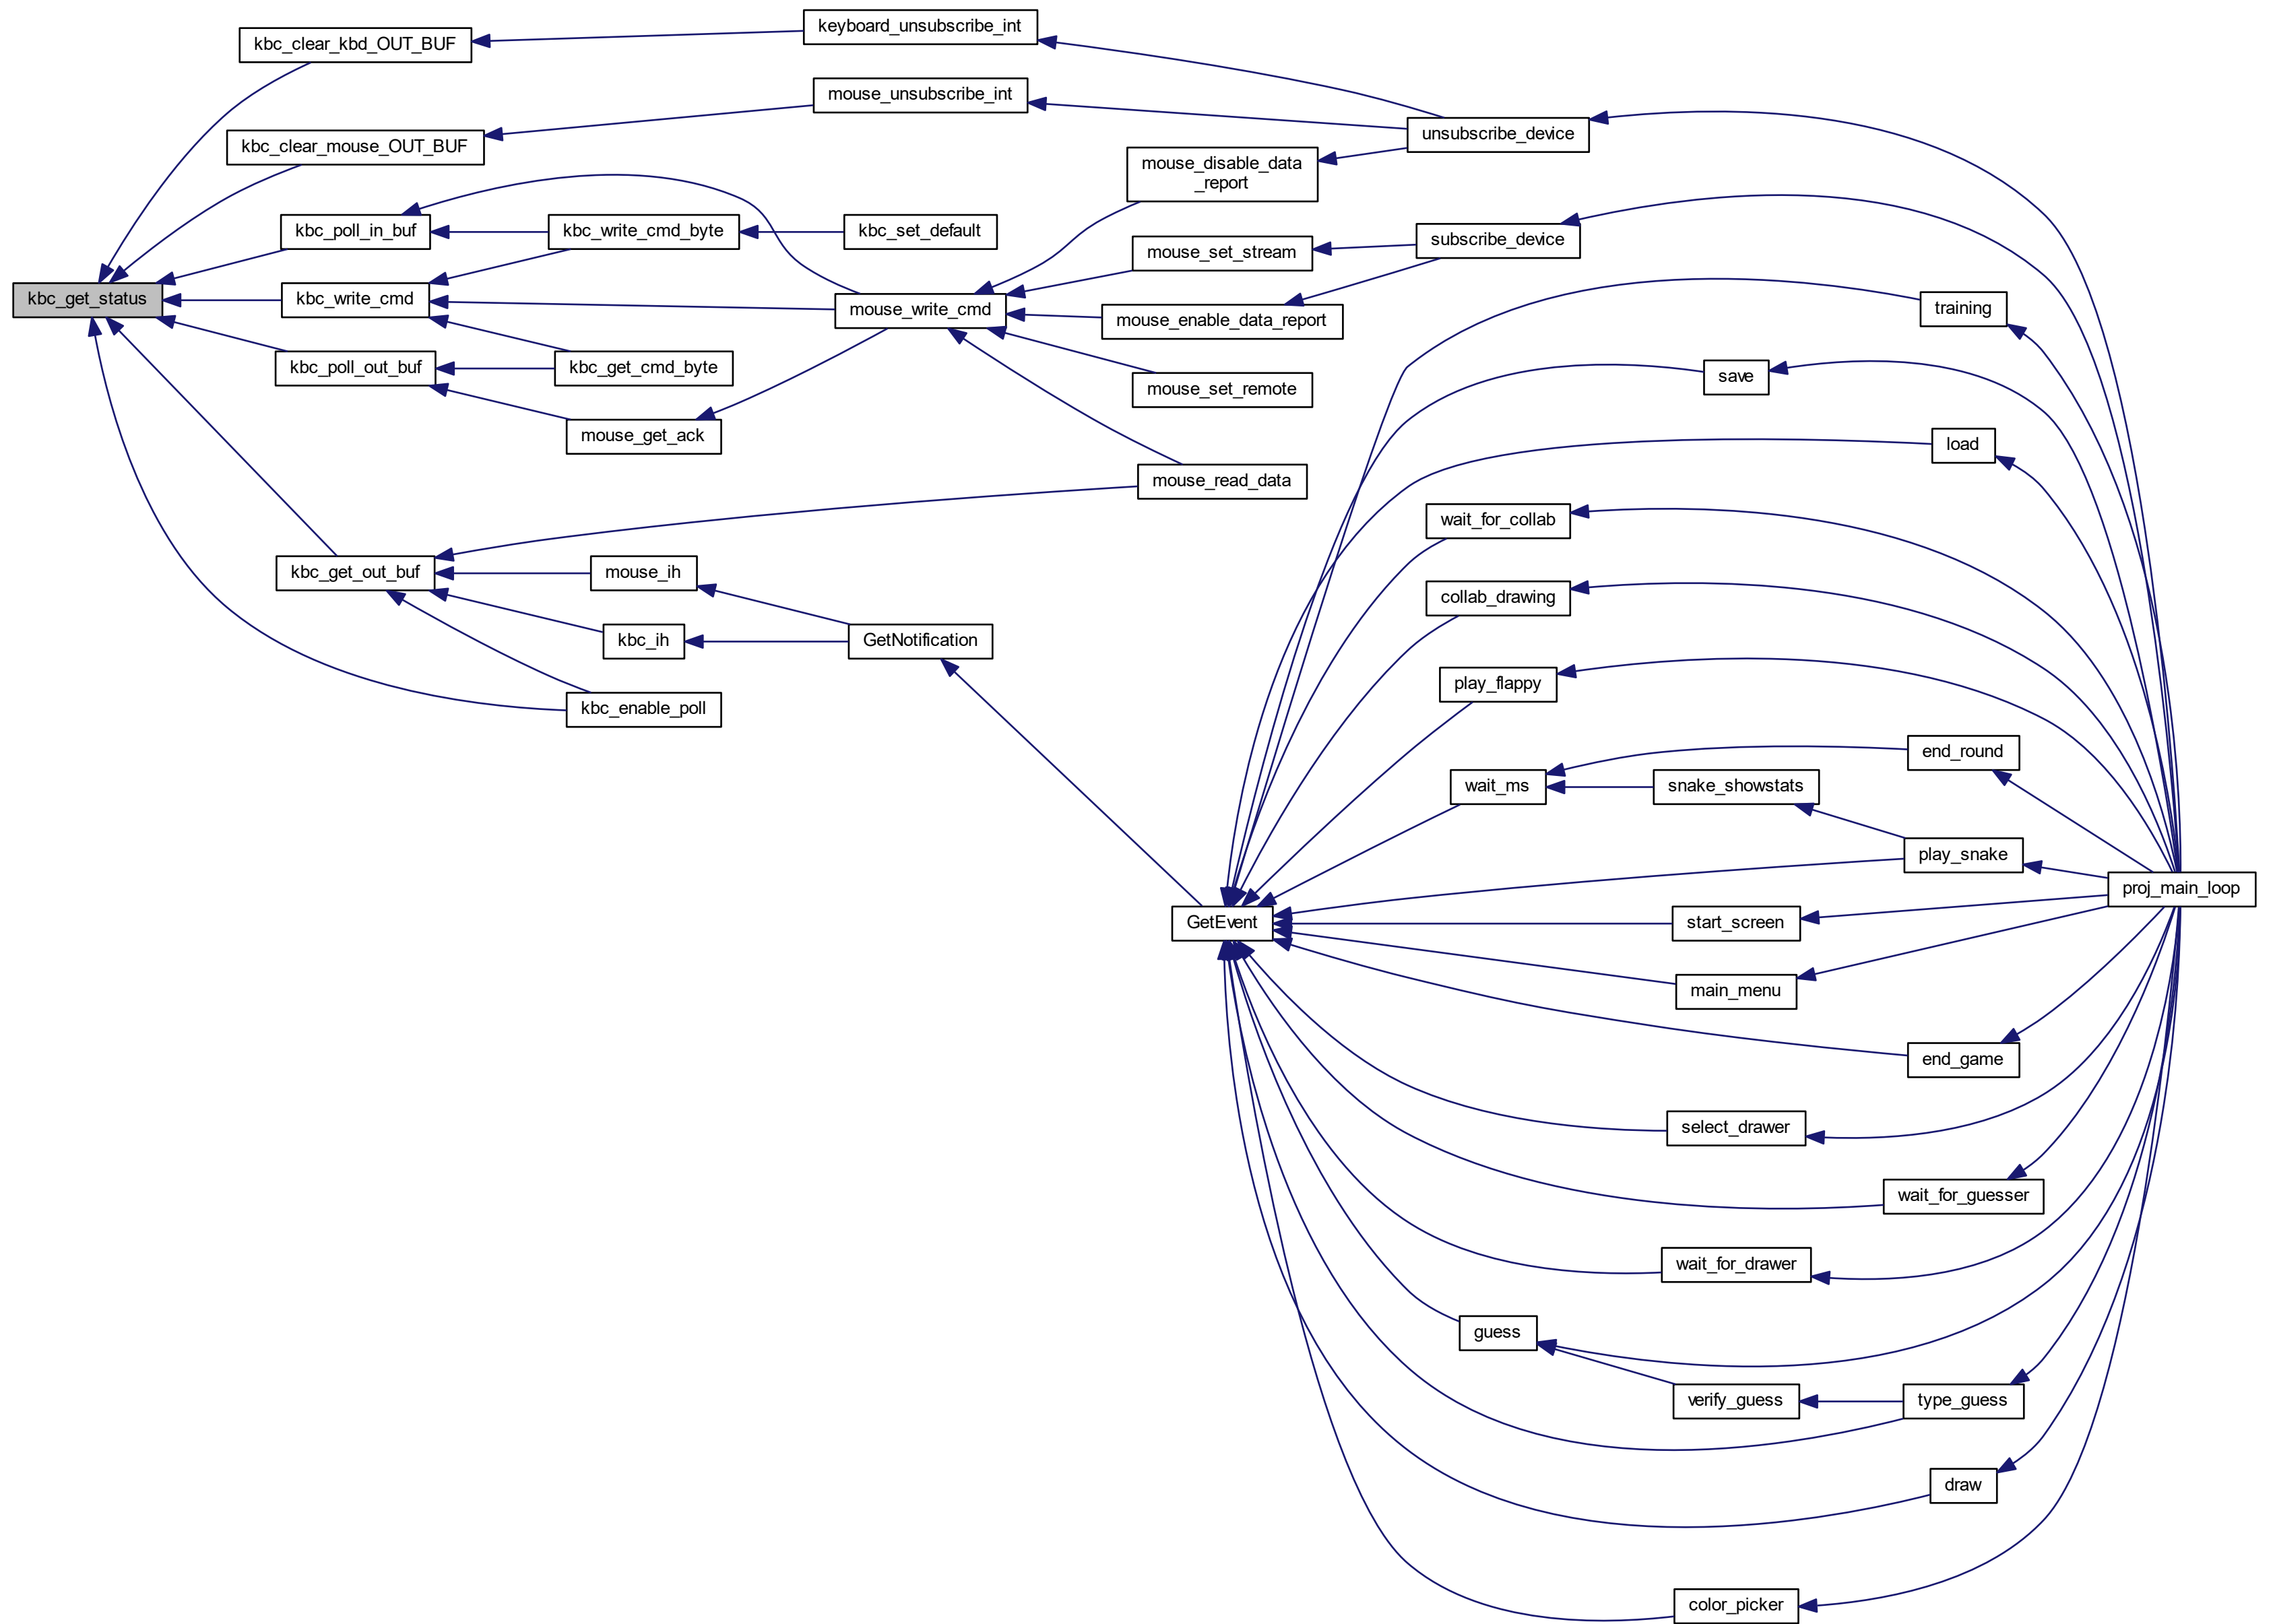 kbc_get_status
kbc_clear_kbd_OUT_BUF
kbc_clear_mouse_OUT_BUF
kbc_poll_in_buf
kbc_write_cmd
kbc_poll_out_buf
kbc_get_out_buf
keyboard_unsubscribe_int
mouse_unsubscribe_int
kbc_write_cmd_byte
kbc_set_default
kbc_get_cmd_byte
mouse_get_ack
mouse_ih
kbc_ih
kbc_enable_poll
mouse_write_cmd
GetNotification
mouse_disable_data
_report
mouse_set_stream
mouse_enable_data_report
mouse_set_remote
mouse_read_data
GetEvent
unsubscribe_device
subscribe_device
training
save
load
wait_for_collab
collab_drawing
play_flappy
wait_ms
end_round
snake_showstats
play_snake
start_screen
main_menu
end_game
select_drawer
wait_for_guesser
wait_for_drawer
guess
verify_guess
type_guess
draw
color_picker
proj_main_loop